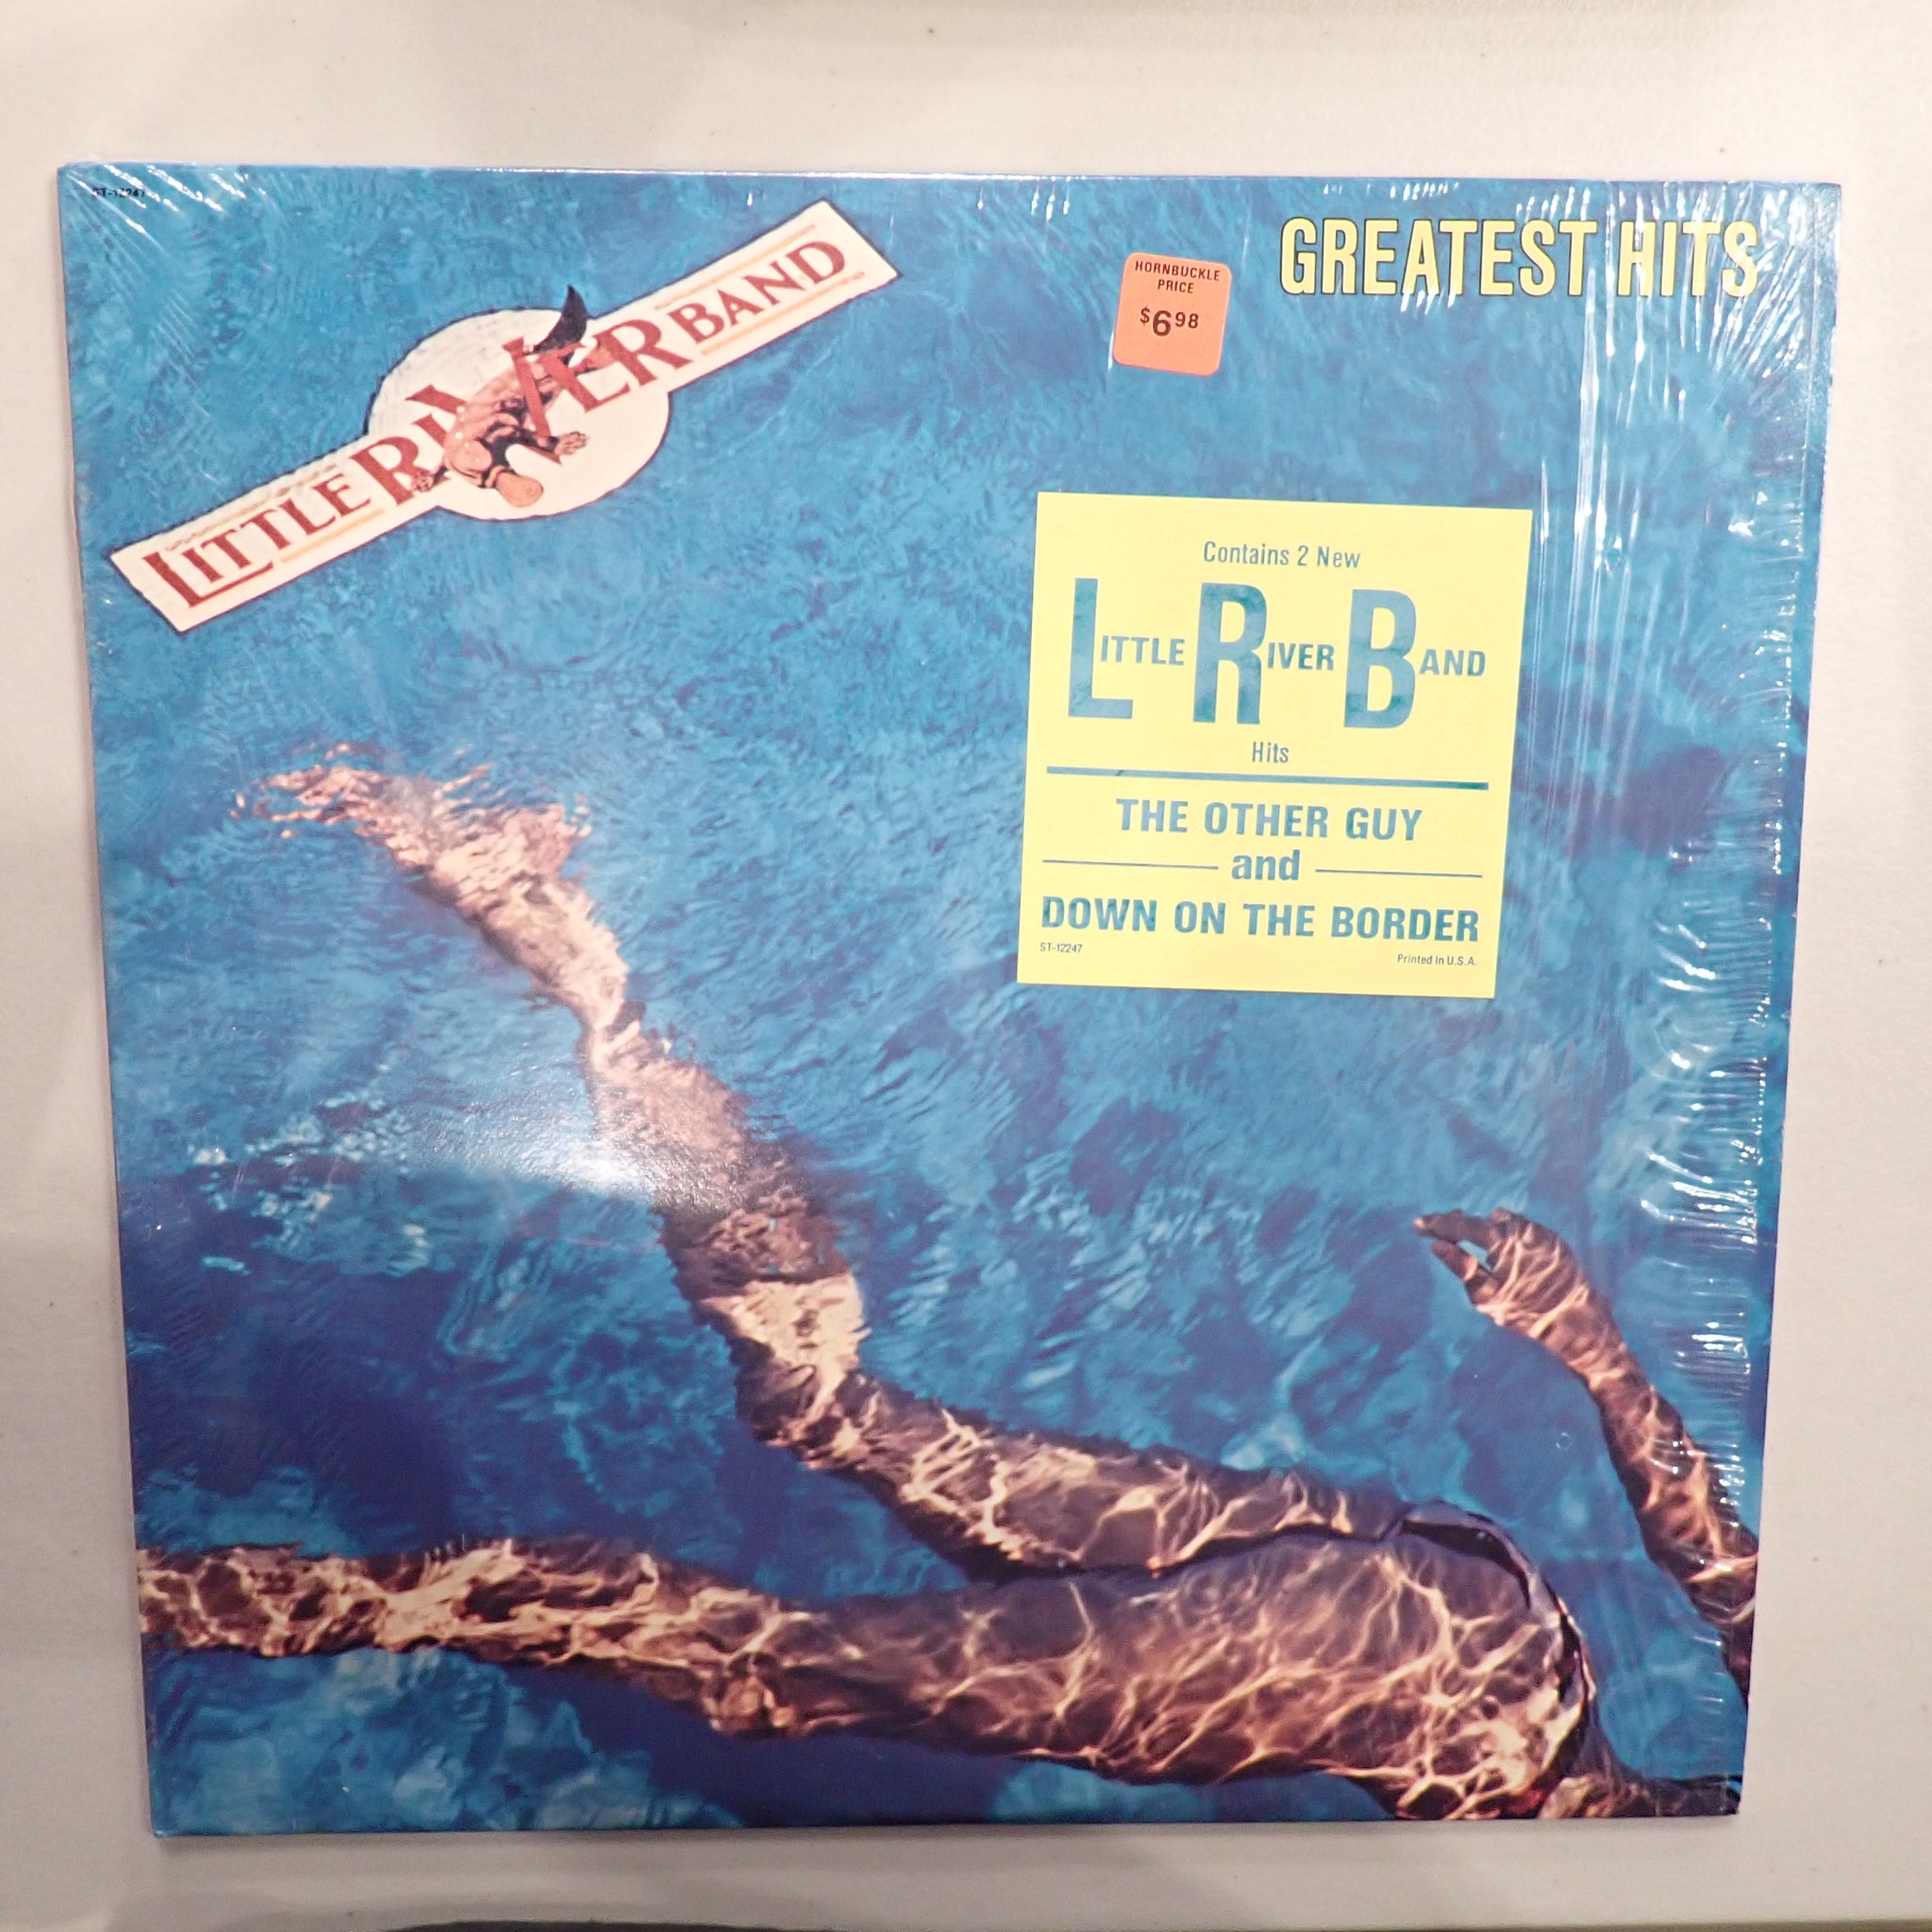 ST-12247
LITTLE RIVER BAND
GREATEST HITS
HORNBUCKLE
PRICE
$6.98
Contains 2 New
LITTLE RIVER BAND
Hits
THE OTHER GUY
and
DOWN ON THE BORDER
ST-12247
Printed in U.S.A.